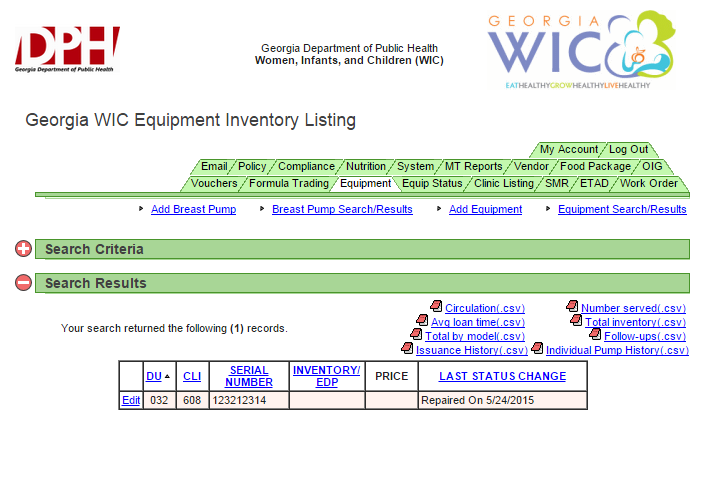 DPH
Georgia Department of Public Health
Georgia Department of Public Health
Women, Infants, and Children (WIC)
GEORGIA
WIC
EATHEALTHYGROWHEALTHYLIVEHEALTHY
Georgia WIC Equipment Inventory Listing
My Account Log Out
Email Policy Compliance Nutrition System MT Reports Vendor Food Package OIG
Vouchers Formula Trading Equipment Equip Status Clinic Listing SMR ETAD Work Order
Add Breast Pump Breast Pump Search/Results Add Equipment Equipment Search/Results
Search Criteria
Search Results
Your search returned the following (1) records.
Circulation(.csv) Number served(.csv)
Avg loan time(.csv) Total inventory(.csv)
Total by model(.csv) Follow-ups(.csv)
Issuance History(.csv) Individual Pump History(.csv)
DU CLI SERIAL NUMBER INVENTORY/ EDP PRICE LAST STATUS CHANGE
Edit 032 608 123212314 Repaired On 5/24/2015